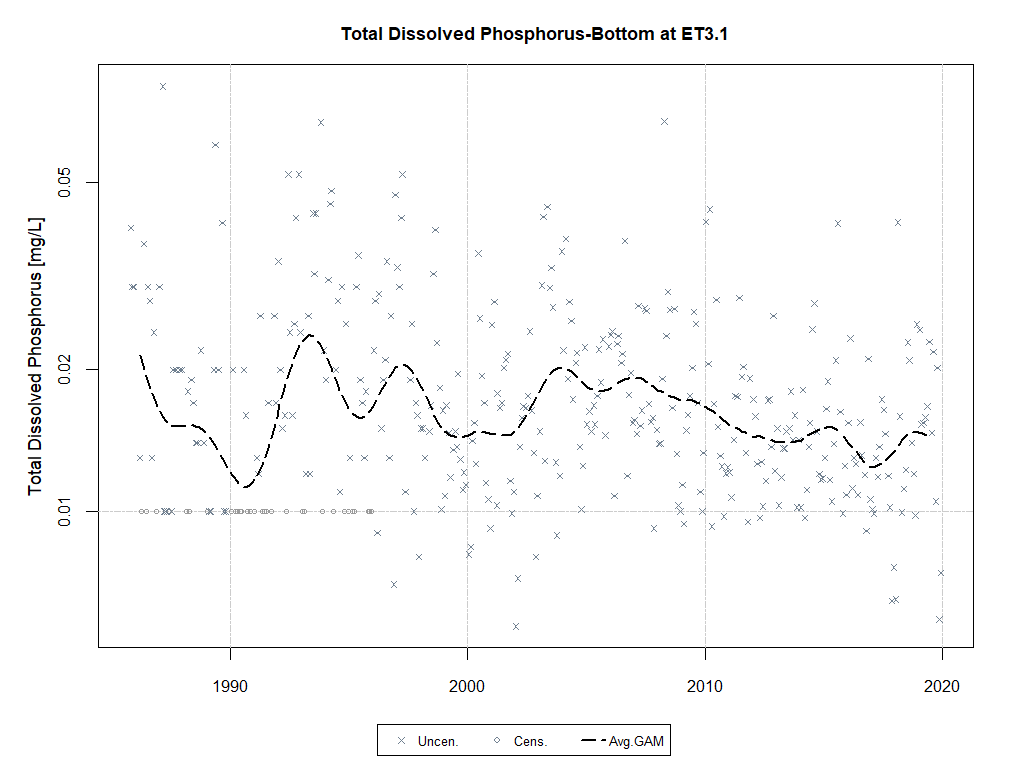 Total Dissolved Phosphorus-Bottom at ET3.1
Total Dissolved Phosphorus [mg/L]
0.05
0.02
0.01
1990 2000 2010 2020
Uncen. Cens. Avg.GAM